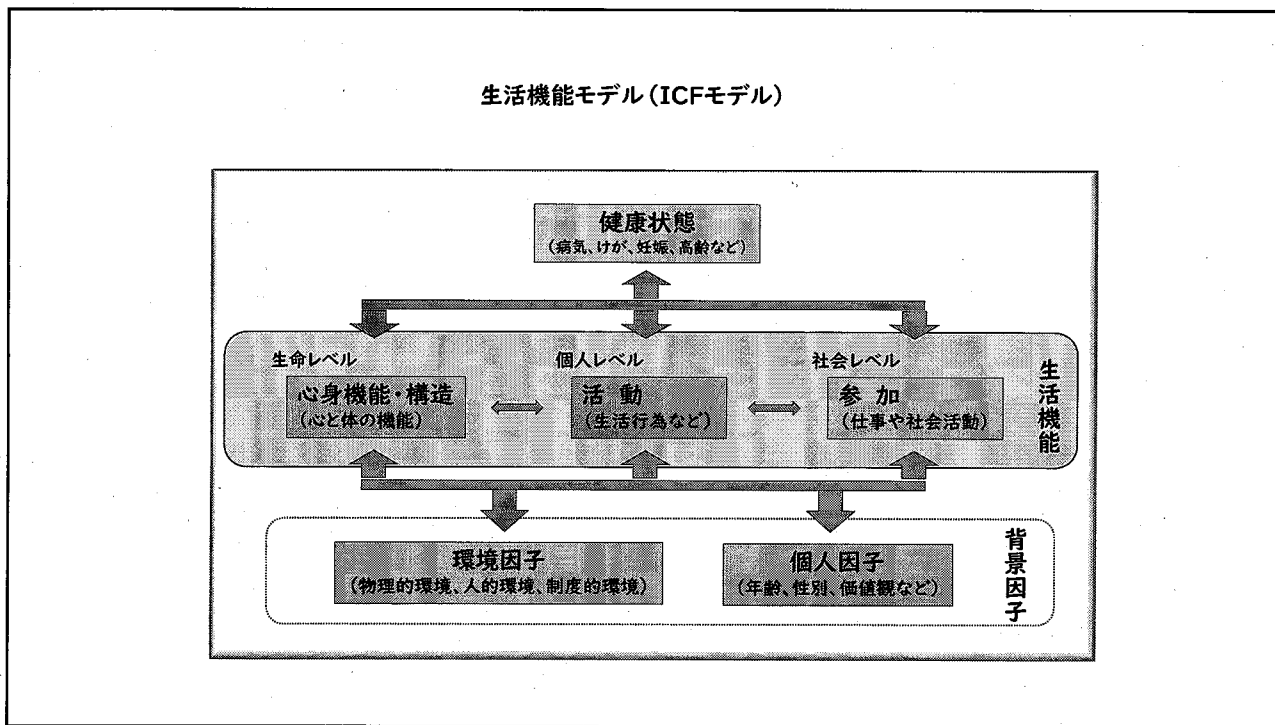 生活機能モデル(ICFモデル)
健康状態
(病気、けが、妊娠、高齢など)
生命レベル
心身機能・構造
(心と体の機能)
個人レベル
活動
(生活行為など)
社会レベル
参加
(仕事や社会活動)
生活機能
環境因子
(物理的環境、人的環境、制度的環境)
個人因子
(年齢、性別、価値観など)
背景因子